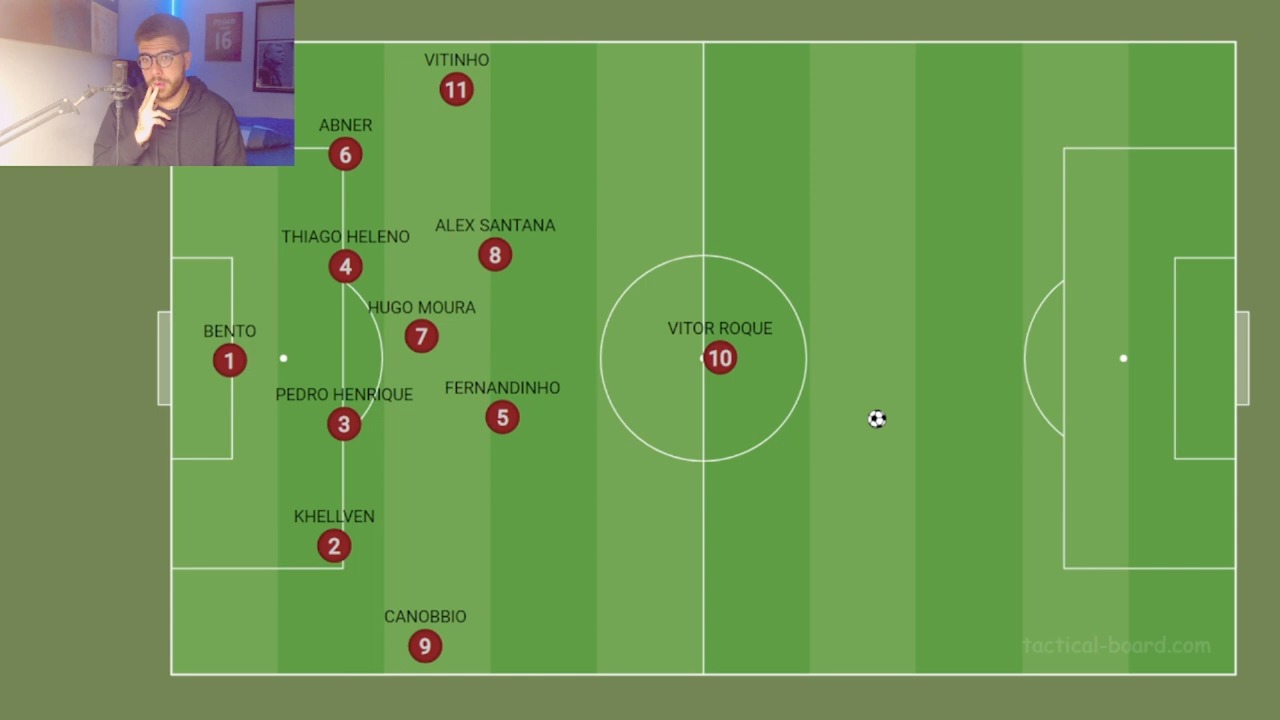 16
VITINHO
11
ABNER
6
ALEX SANTANA
8
THIAGO HELENO
4
HUGO MOURA
7
BENTO
1
VITOR ROQUE
10
PEDRO HENRIQUE
3
FERNANDINHO
5
KHELLVEN
2
CANOBBIO
9
tactical-board.com